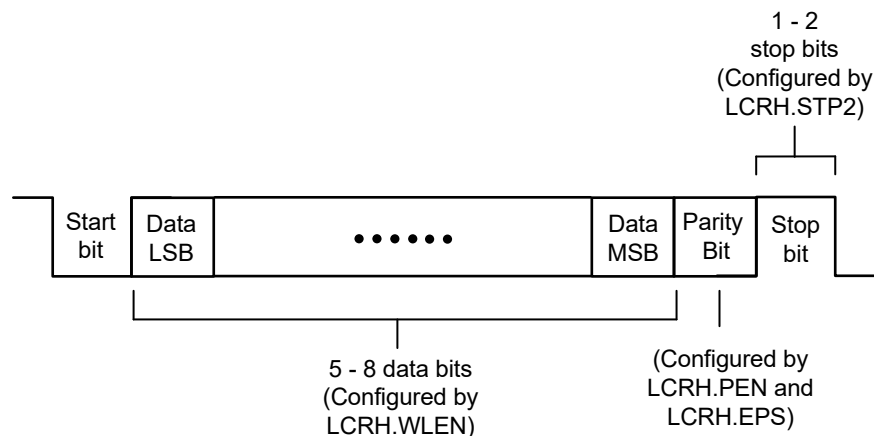 1 - 2
stop bits
(Configured by
LCRH.STP2)
Start
bit
Data
LSB
Data
MSB
Parity
Bit
Stop
bit
5 - 8 data bits
(Configured by
LCRH.WLEN)
(Configured by
LCRH.PEN and
LCRH.EPS)